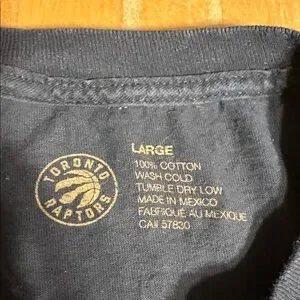 TORONTO
RAPTORS
LARGE
100% COTTON
WASH COLD
TUMBLE DRY LOW
MADE IN MEXICO
FABRIQUÉ AU MEXIQUE
CA# 57830